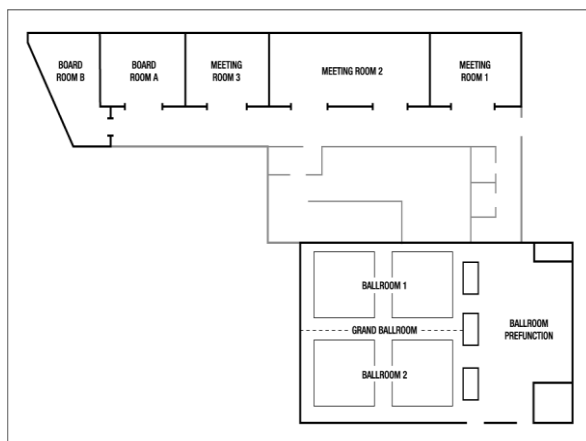 BOARD
ROOM B
BOARD
ROOM A
MEETING
ROOM 3
MEETING ROOM 2
MEETING
ROOM 1
BALLROOM 1
GRAND BALLROOM
BALLROOM 2
BALLROOM
PREFUNCTION